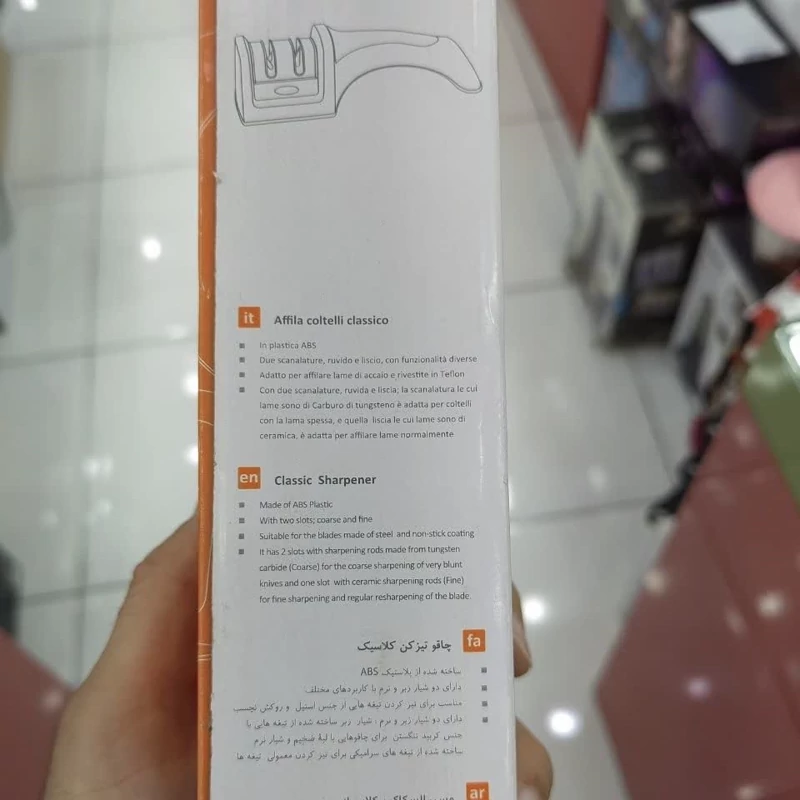 it Affila coltelli classico
In plastica ABS
Due scanalature, ruvido e liscio, con funzionalità diverse
Adatto per affilare lame di accaio e rivestite in Teflon
Con due scanalature, ruvida e liscia; la scanalatura le cui
lame sono di Carburo di tungsteno è adatta per coltelli
con la lama spessa, e quella liscia le cui lame sono di
ceramica, è adatta per affilare lame normalmente
en Classic Sharpener
Made of ABS Plastic
With two slots; coarse and fine
Suitable for the blades made of steel and non-stick coating
It has 2 slots with sharpening rods made from tungsten
carbide (Coarse) for the coarse sharpening of very blunt
knives and one slot with ceramic sharpening rods (Fine)
for fine sharpening and regular resharpening of the blade.
fa چاقو تیزکن کلاسیک
ساخته شده از پلاستیک ABS
دارای دو شیار زبر و نرم با کاربردهای مختلف
مناسب برای تیز کردن تیغه هایی از جنس استیل و روکش نچسب
دارای دو شیار زبر و نرم ؛ شیار زبر ساخته شده از تیغه هایی با
جنس کربید تنگستن برای چاقوهایی با لبهٔ ضخیم و شیار نرم
ساخته شده از تیغه های سرامیکی برای تیز کردن معمولی تیغه ها
ar